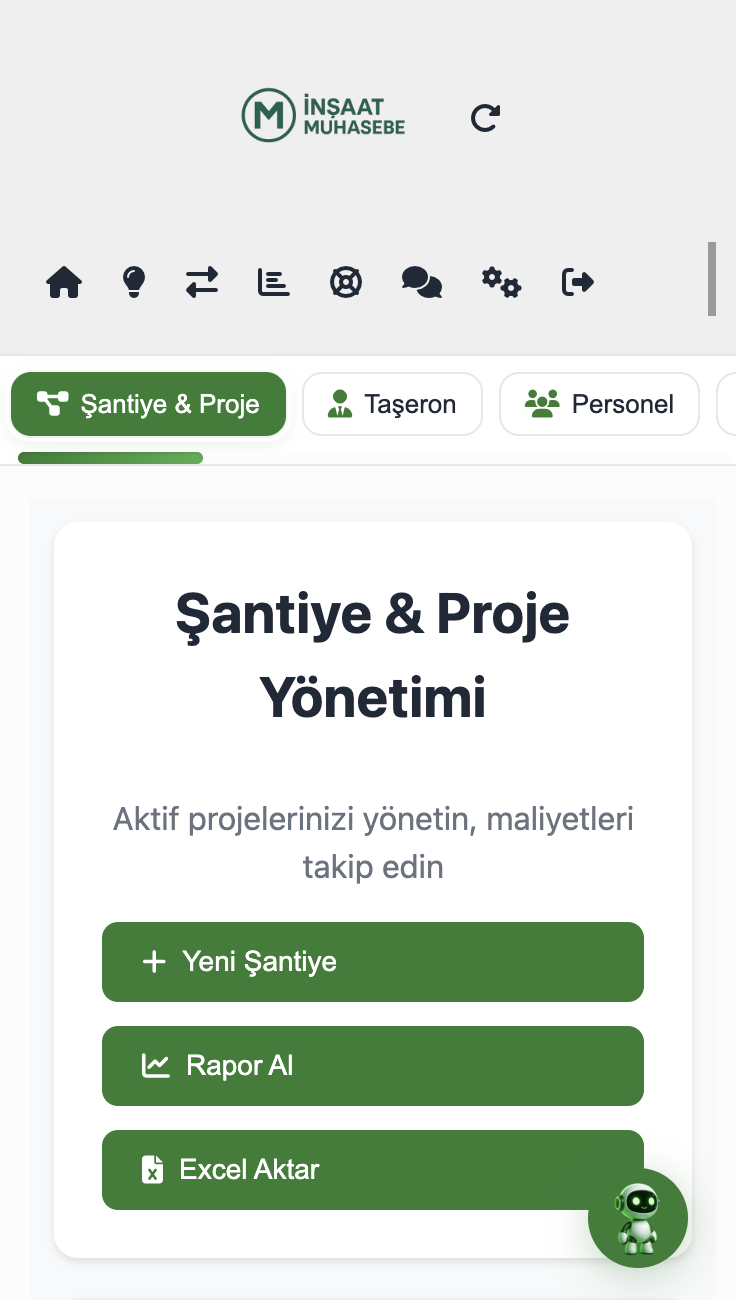 İNŞAAT
MUHASEBE
Şantiye & Proje
Taşeron
Personel
Şantiye & Proje
Yönetimi
Aktif projelerinizi yönetin, maliyetleri
takip edin
Yeni Şantiye
Rapor Al
Excel Aktar